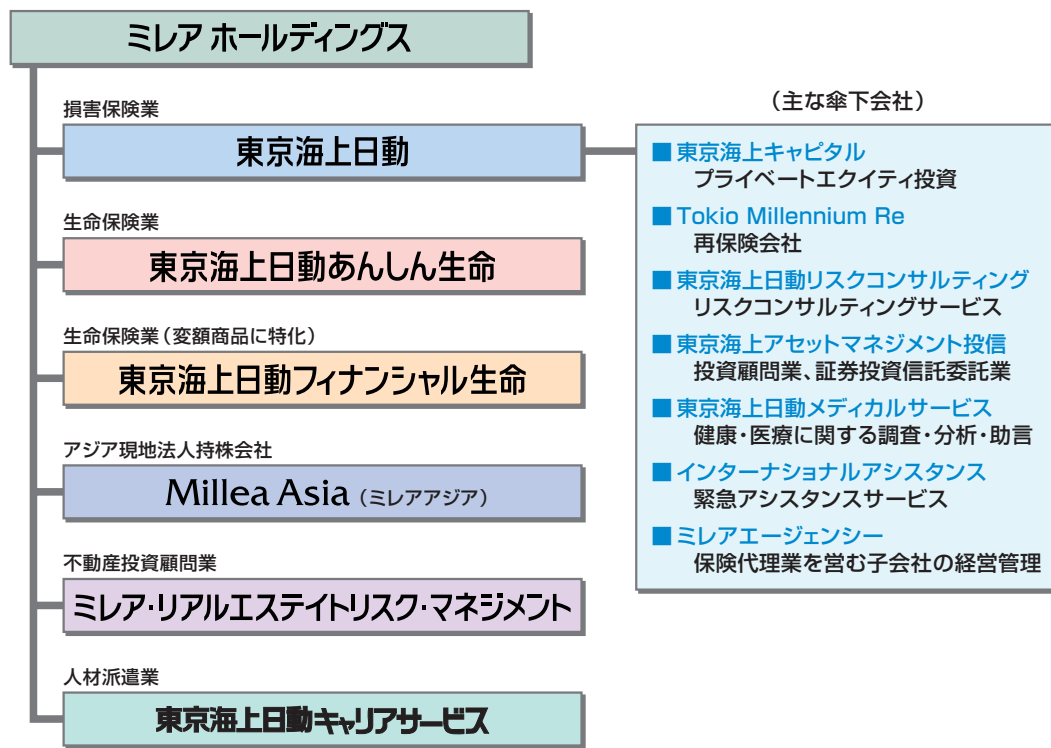 ミレア ホールディングス
損害保険業
東京海上日動
生命保険業
東京海上日動あんしん生命
生命保険業（変額商品に特化）
東京海上日動フィナンシャル生命
アジア現地法人持株会社
Millea Asia（ミレアアジア）
不動産投資顧問業
ミレア・リアルエステイトリスク・マネジメント
人材派遣業
東京海上日動キャリアサービス
（主な傘下会社）
■ 東京海上キャピタル
プライベートエクイティ投資
■ Tokio Millennium Re
再保険会社
■ 東京海上日動リスクコンサルティング
リスクコンサルティングサービス
■ 東京海上アセットマネジメント投信
投資顧問業、証券投資信託委託業
■ 東京海上日動メディカルサービス
健康・医療に関する調査・分析・助言
■ インターナショナルアシスタンス
緊急アシスタンスサービス
■ ミレアエージェンシー
保険代理業を営む子会社の経営管理